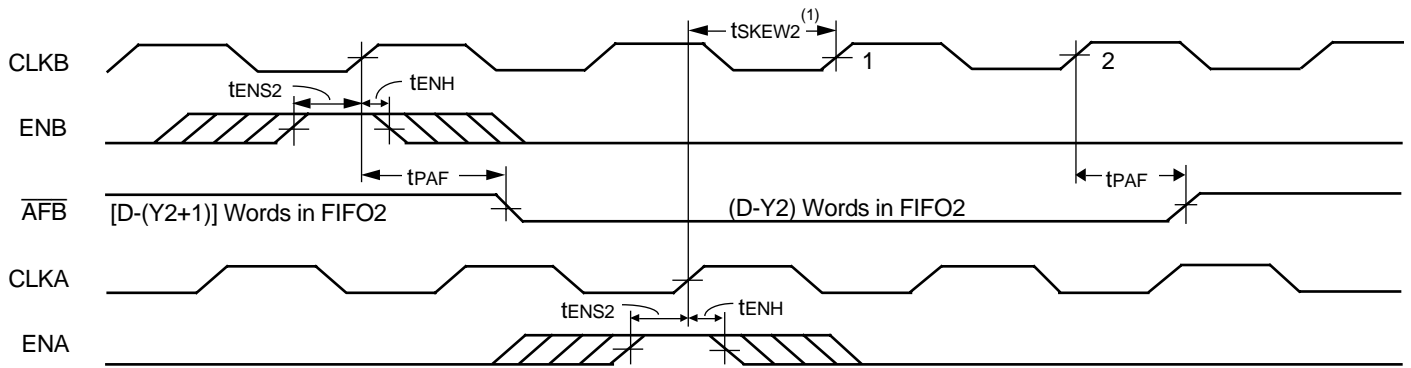 tSKEW2(1)
CLKB
1
2
tENS2
tENH
ENB
tPAF
tPAF
AFB
[D-(Y2+1)] Words in FIFO2
(D-Y2) Words in FIFO2
CLKA
tENS2
tENH
ENA